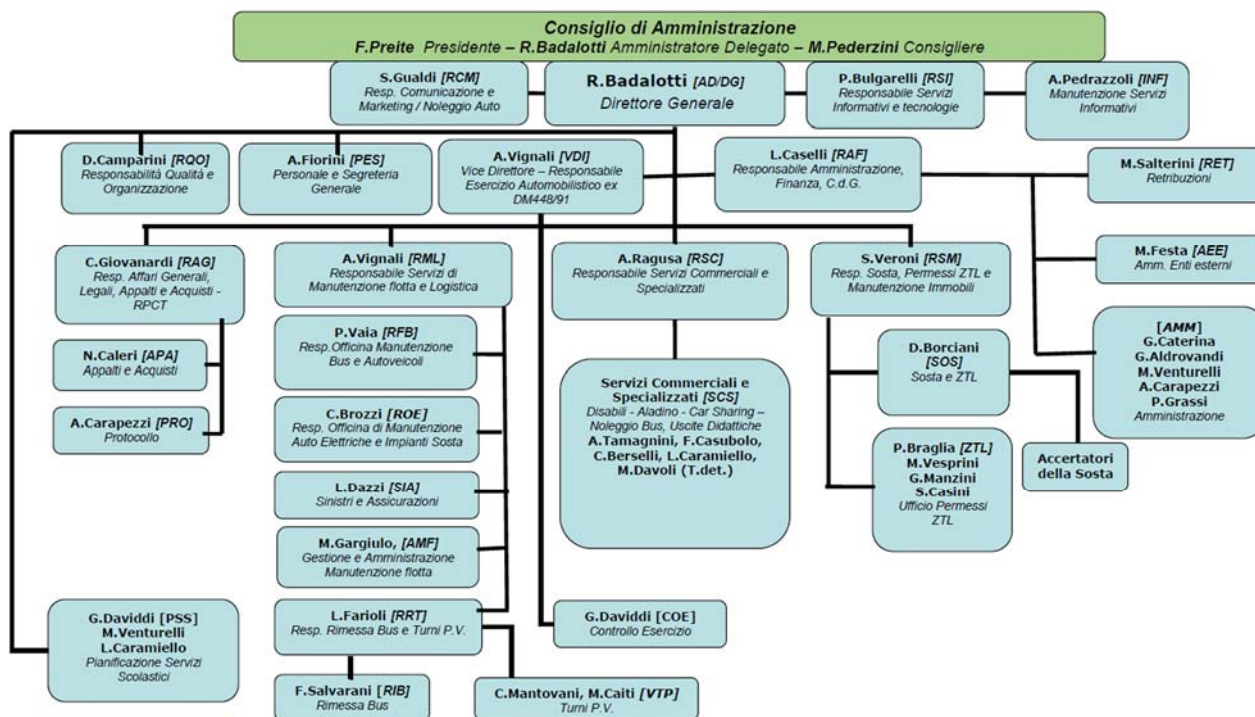 Consiglio di Amministrazione
F.Preite Presidente – R.Badalotti Amministratore Delegato – M.Pederzini Consigliere
S.Gualdi [RCM]
Resp. Comunicazione e
Marketing / Noleggio Auto
R.Badalotti [AD/DG]
Direttore Generale
P.Bulgarelli [RSI]
Responsabile Servizi
Informativi e tecnologie
A.Pedrazzoli [INF]
Manutenzione Servizi
Informativi
D.Camparini [RQO]
Responsabilità Qualità e
Organizzazione
A.Fiorini [PES]
Personale e Segreteria
Generale
A.Vignali [VDI]
Vice Direttore – Responsabile
Esercizio Automobilistico ex
DM448/91
L.Caselli [RAF]
Responsabile Amministrazione,
Finanza, C.d.G.
M.Salterini [RET]
Retribuzioni
C.Giovanardi [RAG]
Resp. Affari Generali,
Legali, Appalti e Acquisti -
RPCT
A.Vignali [RML]
Responsabile Servizi di
Manutenzione flotta e Logistica
A.Ragusa [RSC]
Responsabile Servizi Commerciali e
Specializzati
S.Veroni [RSM]
Resp. Sosta, Permessi ZTL e
Manutenzione Immobili
M.Festa [AEE]
Amm. Enti esterni
N.Caleri [APA]
Appalti e Acquisti
A.Carapezzi [PRO]
Protocollo
P.Vaia [RFB]
Resp.Officina Manutenzione
Bus e Autoveicoli
C.Brozzi [ROE]
Resp. Officina di Manutenzione
Auto Elettriche e Impianti Sosta
L.Dazzi [SIA]
Sinistri e Assicurazioni
M.Gargiulo, [AMF]
Gestione e Amministrazione
Manutenzione flotta
L.Farioli [RRT]
Resp. Rimessa Bus e Turni P.V.
F.Salvarani [RIB]
Rimessa Bus
C.Mantovani, M.Caiti [VTP]
Turni P.V.
Servizi Commerciali e
Specializzati [SCS]
Disabili - Aladino - Car Sharing –
Noleggio Bus, Uscite Didattiche
A.Tamagnini, F.Casubolo,
C.Berselli, L.Caramiello,
M.Davoli (T.det.)
D.Borciani
[SOS]
Sosta e ZTL
P.Braglia [ZTL]
M.Vesprini
G.Manzini
S.Casini
Ufficio Permessi
ZTL
Accertatori
della Sosta
[AMM]
G.Caterina
G.Aldrovandi
M.Venturelli
A.Carapezzi
P.Grassi
Amministrazione
G.Daviddi [PSS]
M.Venturelli
L.Caramiello
Pianificazione Servizi
Scolastici
G.Daviddi [COE]
Controllo Esercizio